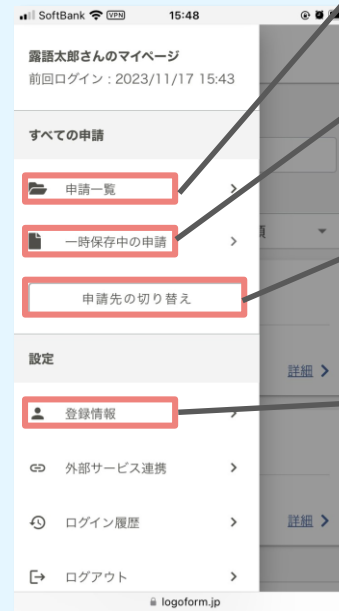 SoftBank VPN 15:48
露語太郎さんのマイページ
前回ログイン：2023/11/17 15:43
すべての申請
申請一覧
一時保存中の申請
申請先の切り替え
設定
詳細
登録情報
外部サービス連携
ログイン履歴
詳細
ログアウト
logoform.jp